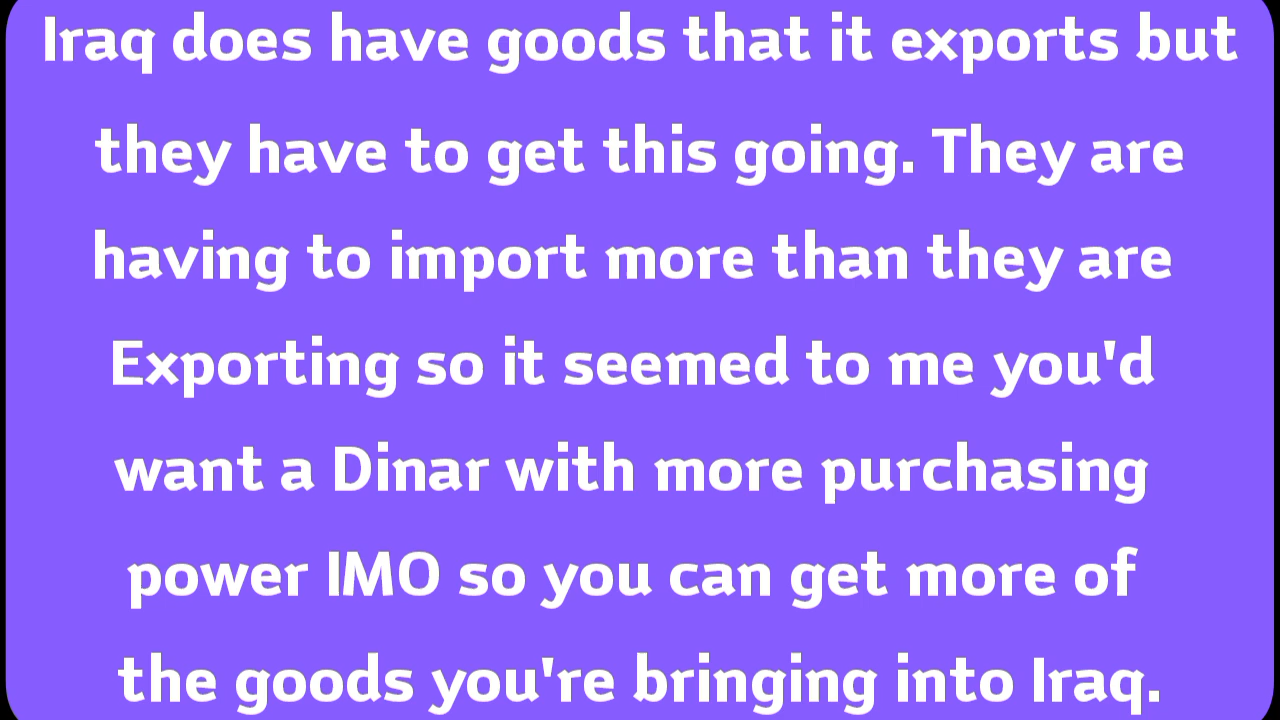 Iraq does have goods that it exports but
they have to get this going. They are
having to import more than they are
Exporting so it seemed to me you'd
want a Dinar with more purchasing
power IMO so you can get more of
the goods you're bringing into Iraq.